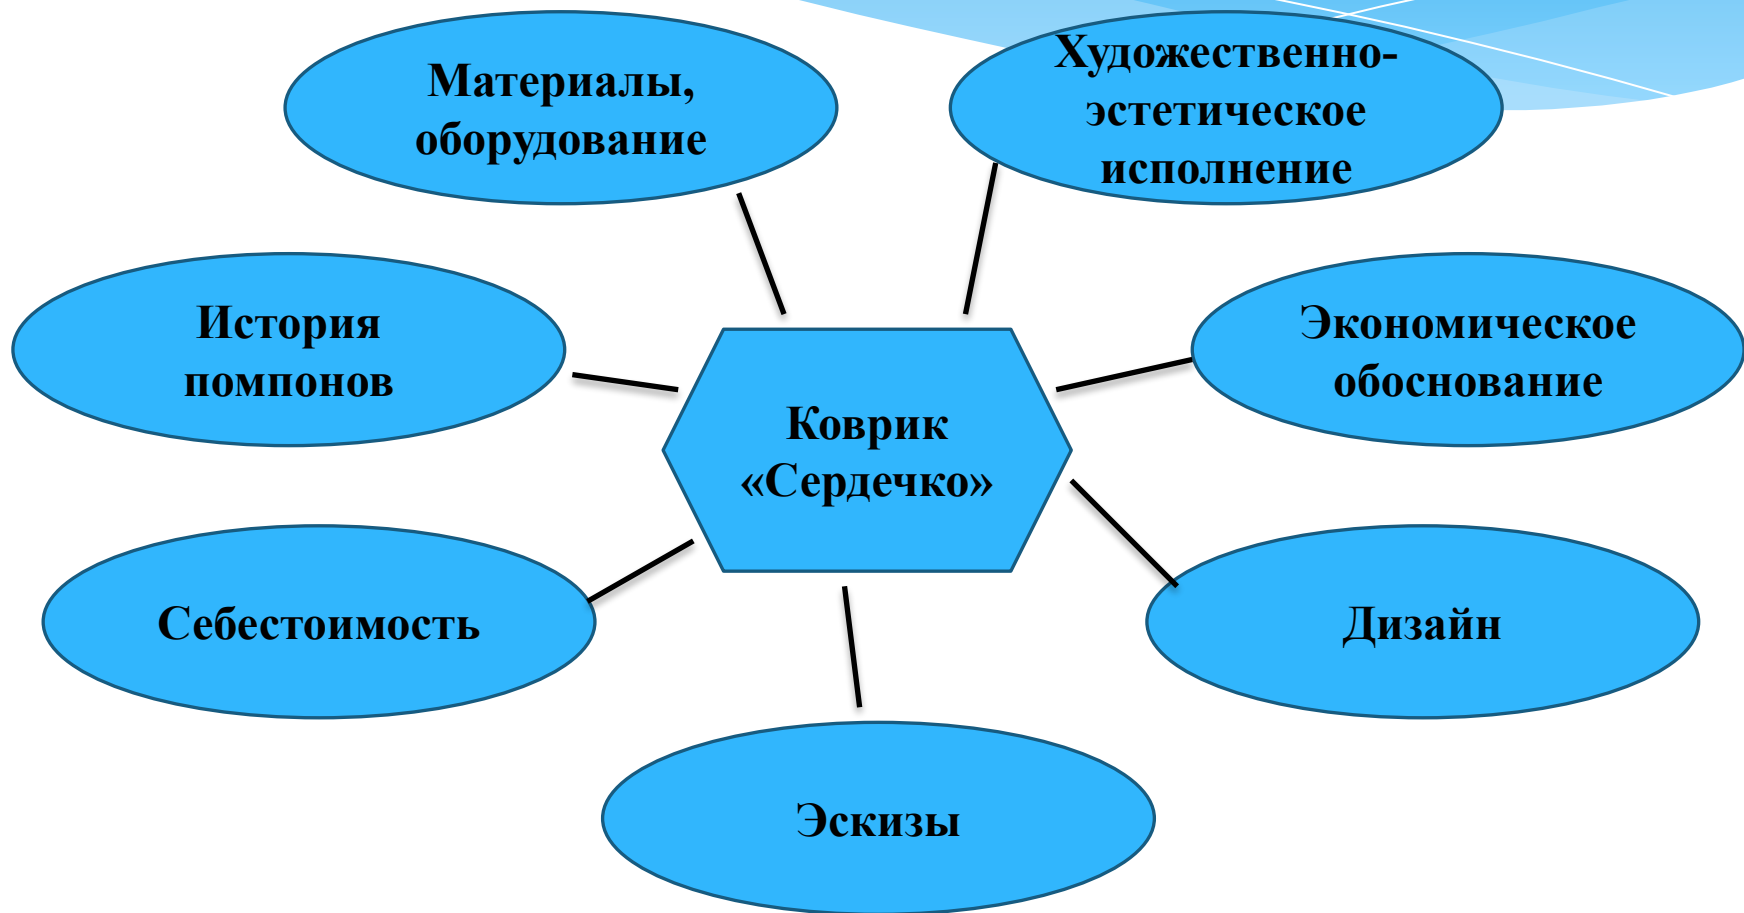 Материалы,
оборудование
Художественно-
эстетическое
исполнение
История
помпонов
Экономическое
обоснование
Коврик
«Сердечко»
Себестоимость
Дизайн
Эскизы